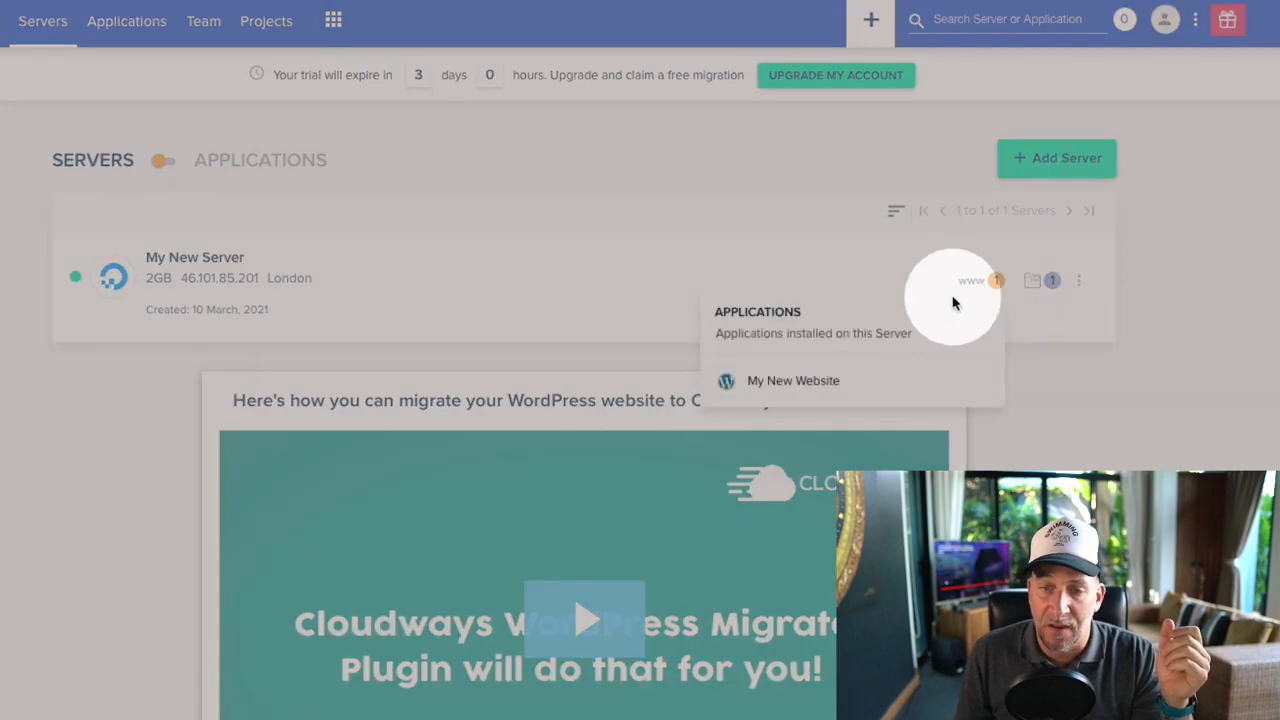 Servers Applications Team Projects
Search Server or Application 0
Your trial will expire in 3 days 0 hours. Upgrade and claim a free migration UPGRADE MY ACCOUNT
SERVERS APPLICATIONS
+ Add Server
1 to 1 of 1 Servers
My New Server
2GB 46.101.85.201 London
www 1 1
Created: 10 March, 2021
APPLICATIONS
Applications installed on this Server
My New Website
Here's how you can migrate your WordPress website to
CLO
Cloudways WordPress Migrat
Plugin will do that for you!
SWIMMING